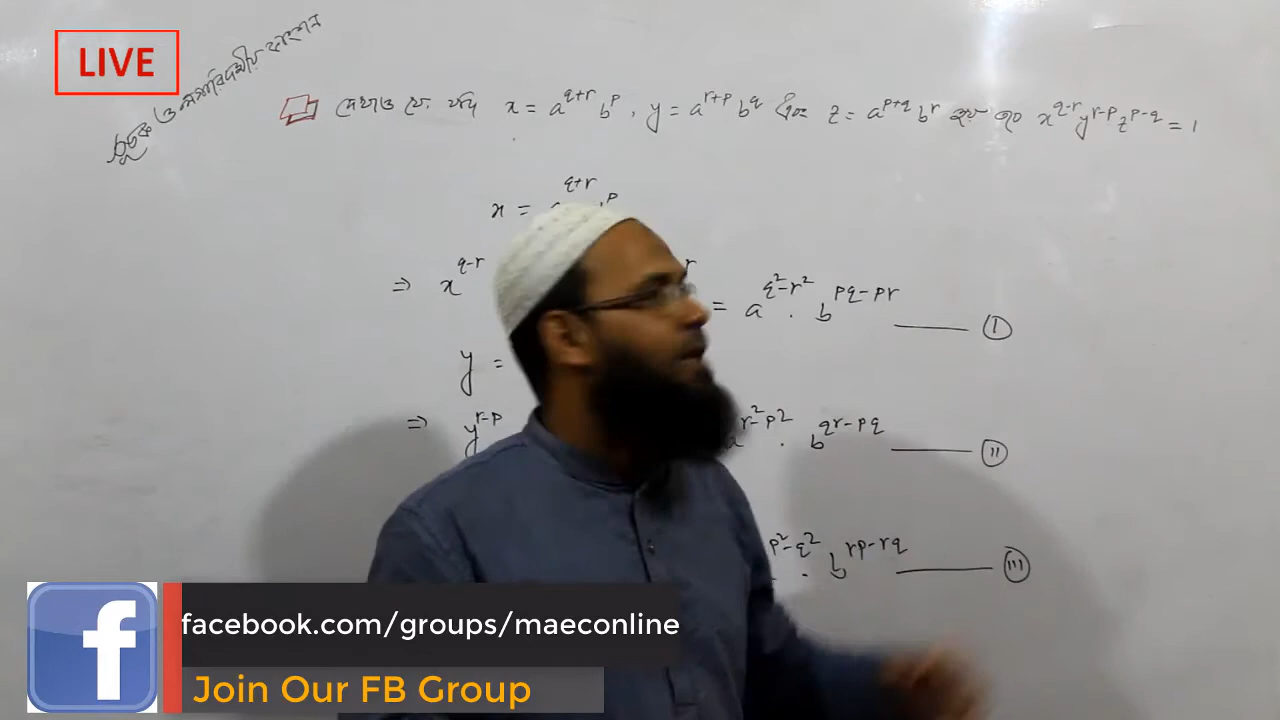 LIVE
সূচক ও লগারিদমীয় ফাংশন
দেখাও যে, যদি x = a^{q+r} b^p, y = a^{r+p} b^q এবং z = a^{p+q} b^r হয় তবে x^{q-r} y^{r-p} z^{p-q} = 1
x = a^{q+r} b^p
⇒ x^{q-r} = a^{q²-r²} . b^{pq-pr} —— (i)
y =
⇒ y^{r-p} a^{r²-p²} . b^{qr-pq} —— (ii)
p²-q² . b^{rp-rq} —— (iii)
facebook.com/groups/maeconline
Join Our FB Group